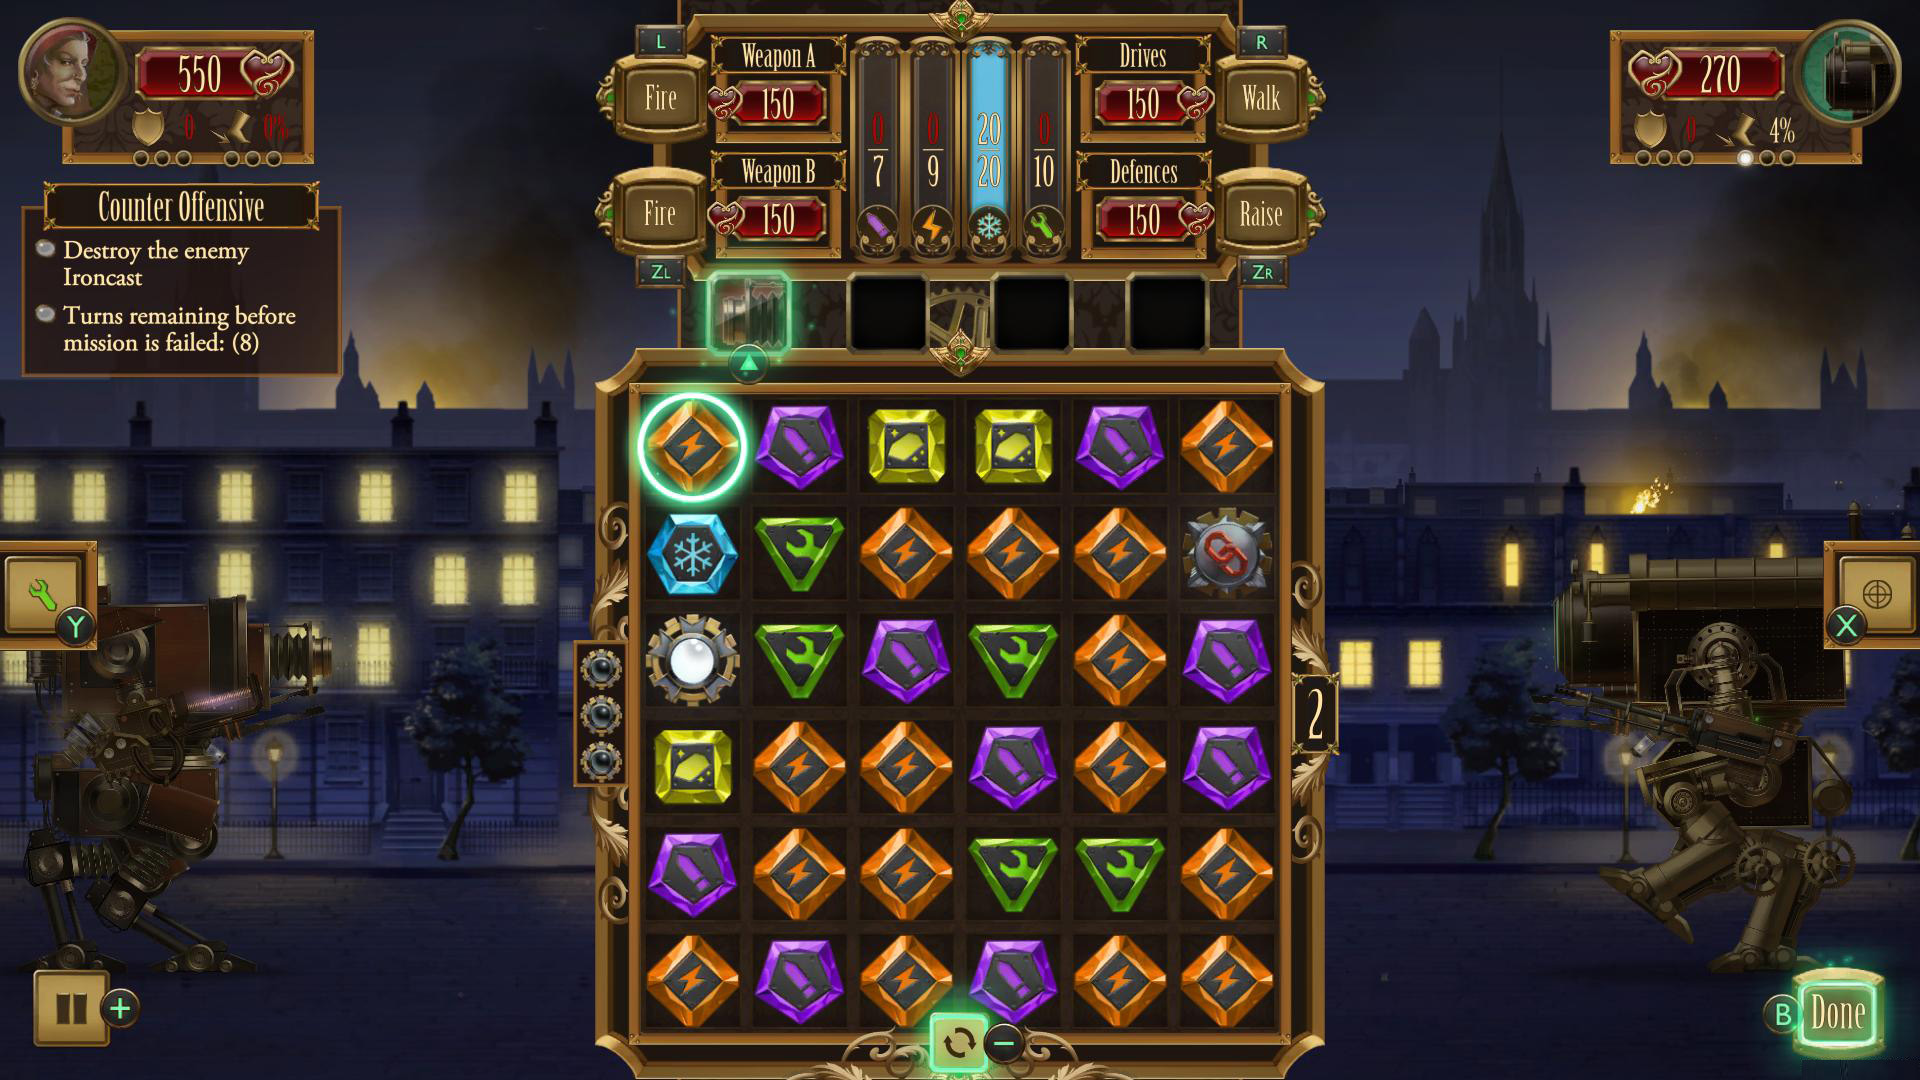 550
0
0%
Counter Offensive
Destroy the enemy
Ironcast
Turns remaining before
mission is failed: (8)
Y
+
L
Fire
Weapon A
150
Fire
Weapon B
150
ZL
0
7
0
9
20
20
0
10
Drives
150
Defences
150
R
Walk
Raise
ZR
2
270
0
4%
X
B
Done